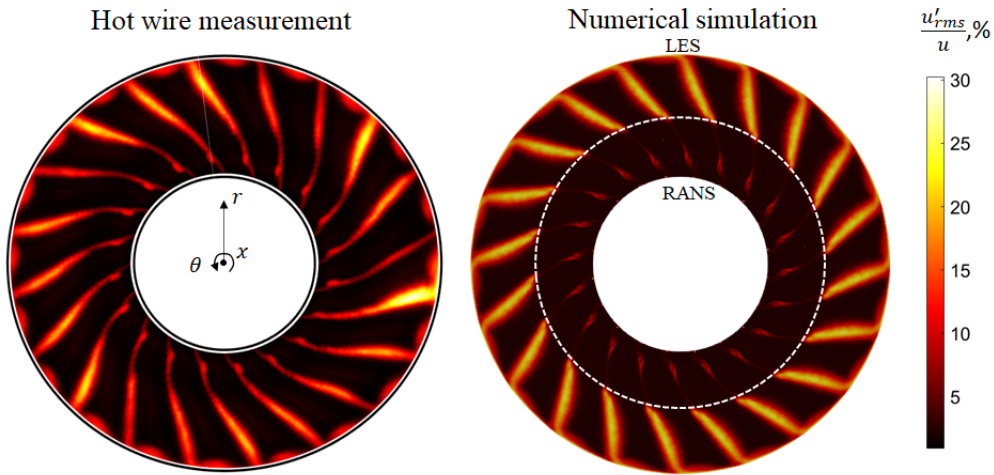 Hot wire measurement
Numerical simulation
u′rms/u,%
LES
RANS
r
x
θ
30
25
20
15
10
5